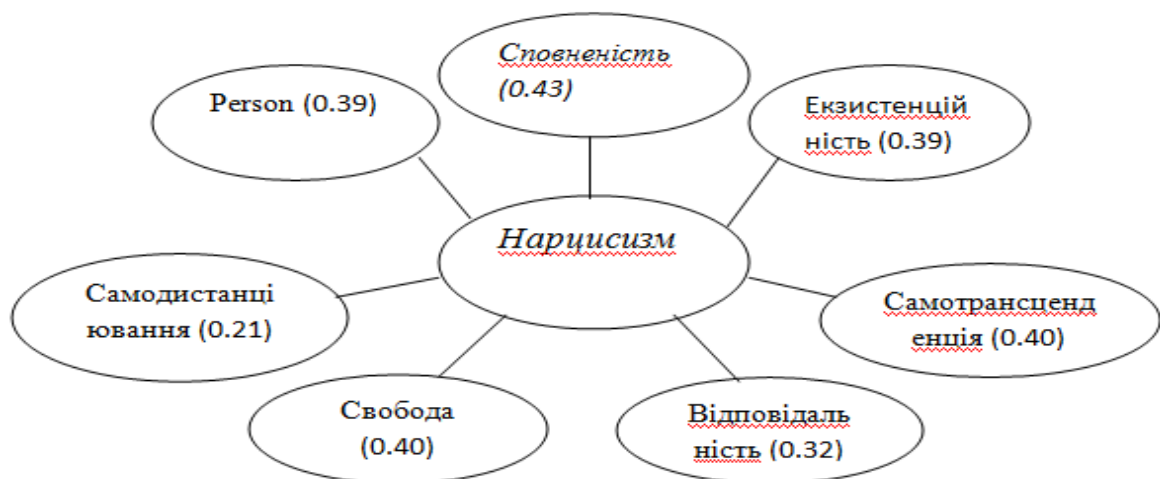 Сповненість
(0.43)
Person (0.39)
Екзистенцій
ність (0.39)
Нарцисизм
Самодистанці
ювання (0.21)
Самотрансценд
енція (0.40)
Свобода
(0.40)
Відповідаль
ність (0.32)